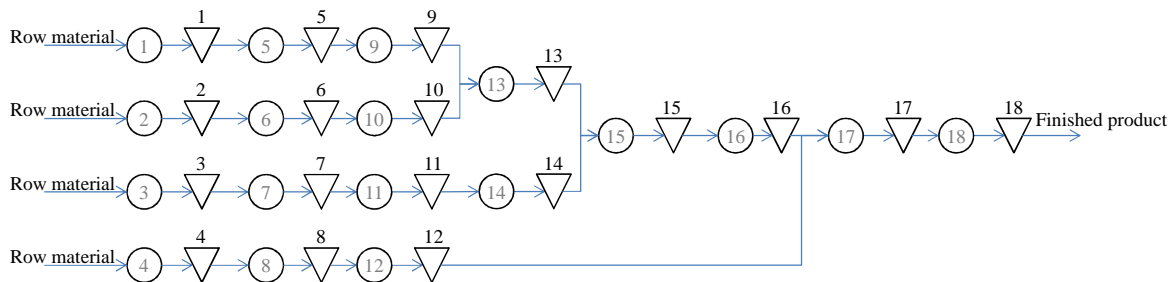 1 5 9
Row material 1 5 9
13
13
2 6 10
Row material 2 6 10
15 16 17 18
15 16 17 18 Finished product
3 7 11 14
Row material 3 7 11 14
4 8 12
Row material 4 8 12